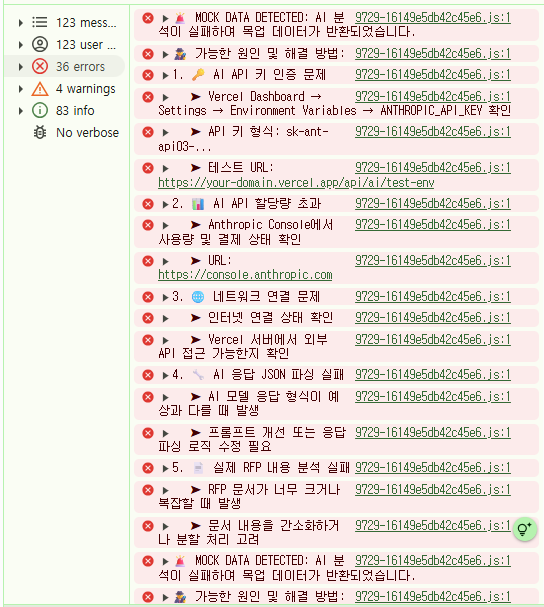 123 mess...
123 user ...
36 errors
4 warnings
83 info
No verbose
🚨 MOCK DATA DETECTED: AI 분 9729-16149e5db42c45e6.js:1
석이 실패하여 목업 데이터가 반환되었습니다.
🕵️ 가능한 원인 및 해결 방법: 9729-16149e5db42c45e6.js:1
1. 🔑 AI API 키 인증 문제 9729-16149e5db42c45e6.js:1
➤ Vercel Dashboard → 9729-16149e5db42c45e6.js:1
Settings → Environment Variables → ANTHROPIC_API_KEY 확인
➤ API 키 형식: sk-ant- 9729-16149e5db42c45e6.js:1
api03-...
➤ 테스트 URL: 9729-16149e5db42c45e6.js:1
https://your-domain.vercel.app/api/ai/test-env
2. 📊 AI API 할당량 초과 9729-16149e5db42c45e6.js:1
➤ Anthropic Console에서 9729-16149e5db42c45e6.js:1
사용량 및 결제 상태 확인
➤ URL: 9729-16149e5db42c45e6.js:1
https://console.anthropic.com
3. 🌐 네트워크 연결 문제 9729-16149e5db42c45e6.js:1
➤ 인터넷 연결 상태 확인 9729-16149e5db42c45e6.js:1
➤ Vercel 서버에서 외부 9729-16149e5db42c45e6.js:1
API 접근 가능한지 확인
4. 🔧 AI 응답 JSON 파싱 실패 9729-16149e5db42c45e6.js:1
➤ AI 모델 응답 형식이 예 9729-16149e5db42c45e6.js:1
상과 다를 때 발생
➤ 프롬프트 개선 또는 응답 9729-16149e5db42c45e6.js:1
파싱 로직 수정 필요
5. 📄 실제 RFP 내용 분석 실패 9729-16149e5db42c45e6.js:1
➤ RFP 문서가 너무 크거나 9729-16149e5db42c45e6.js:1
복잡할 때 발생
➤ 문서 내용을 간소화하거 9729-16149e5db42c45e6.js:1
나 분할 처리 고려
🚨 MOCK DATA DETECTED: AI 분 9729-16149e5db42c45e6.js:1
석이 실패하여 목업 데이터가 반환되었습니다.
🕵️ 가능한 원인 및 해결 방법: 9729-16149e5db42c45e6.js:1